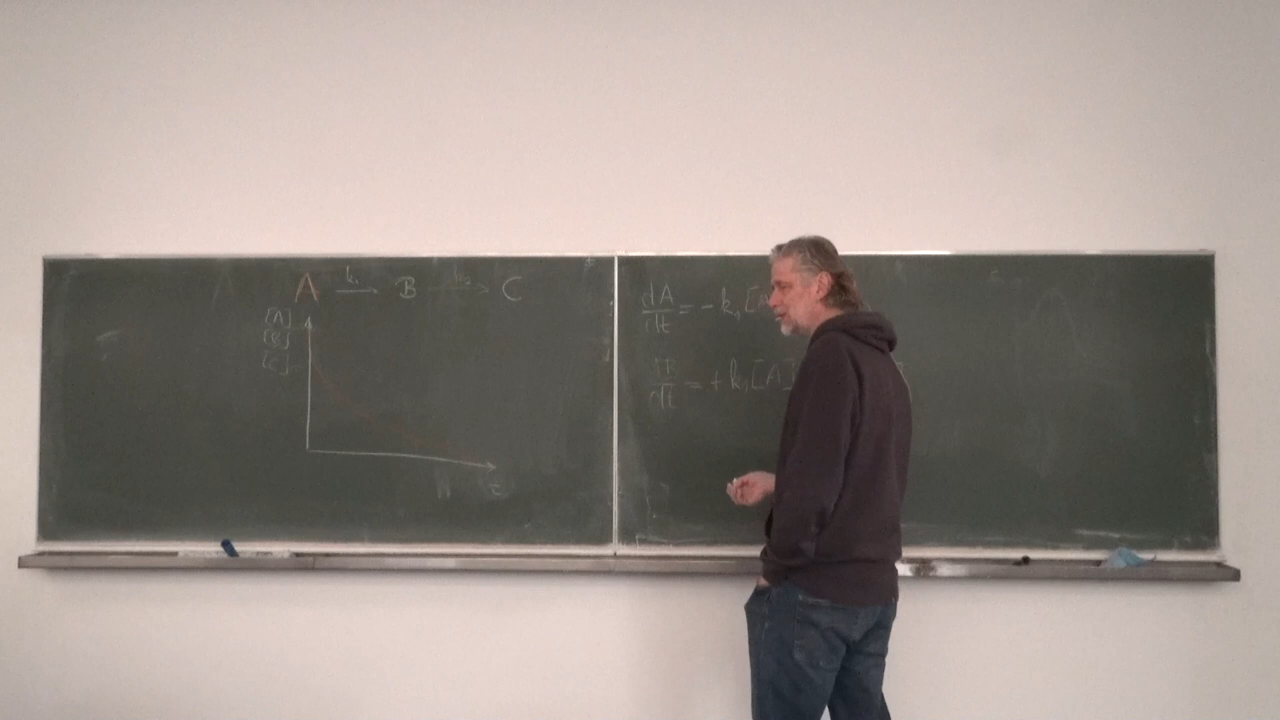 A k₁ B k₂ C
[A]
[B]
[C]
t
dA/dt = - k₁ [A
dB/dt = + k₁ [A]